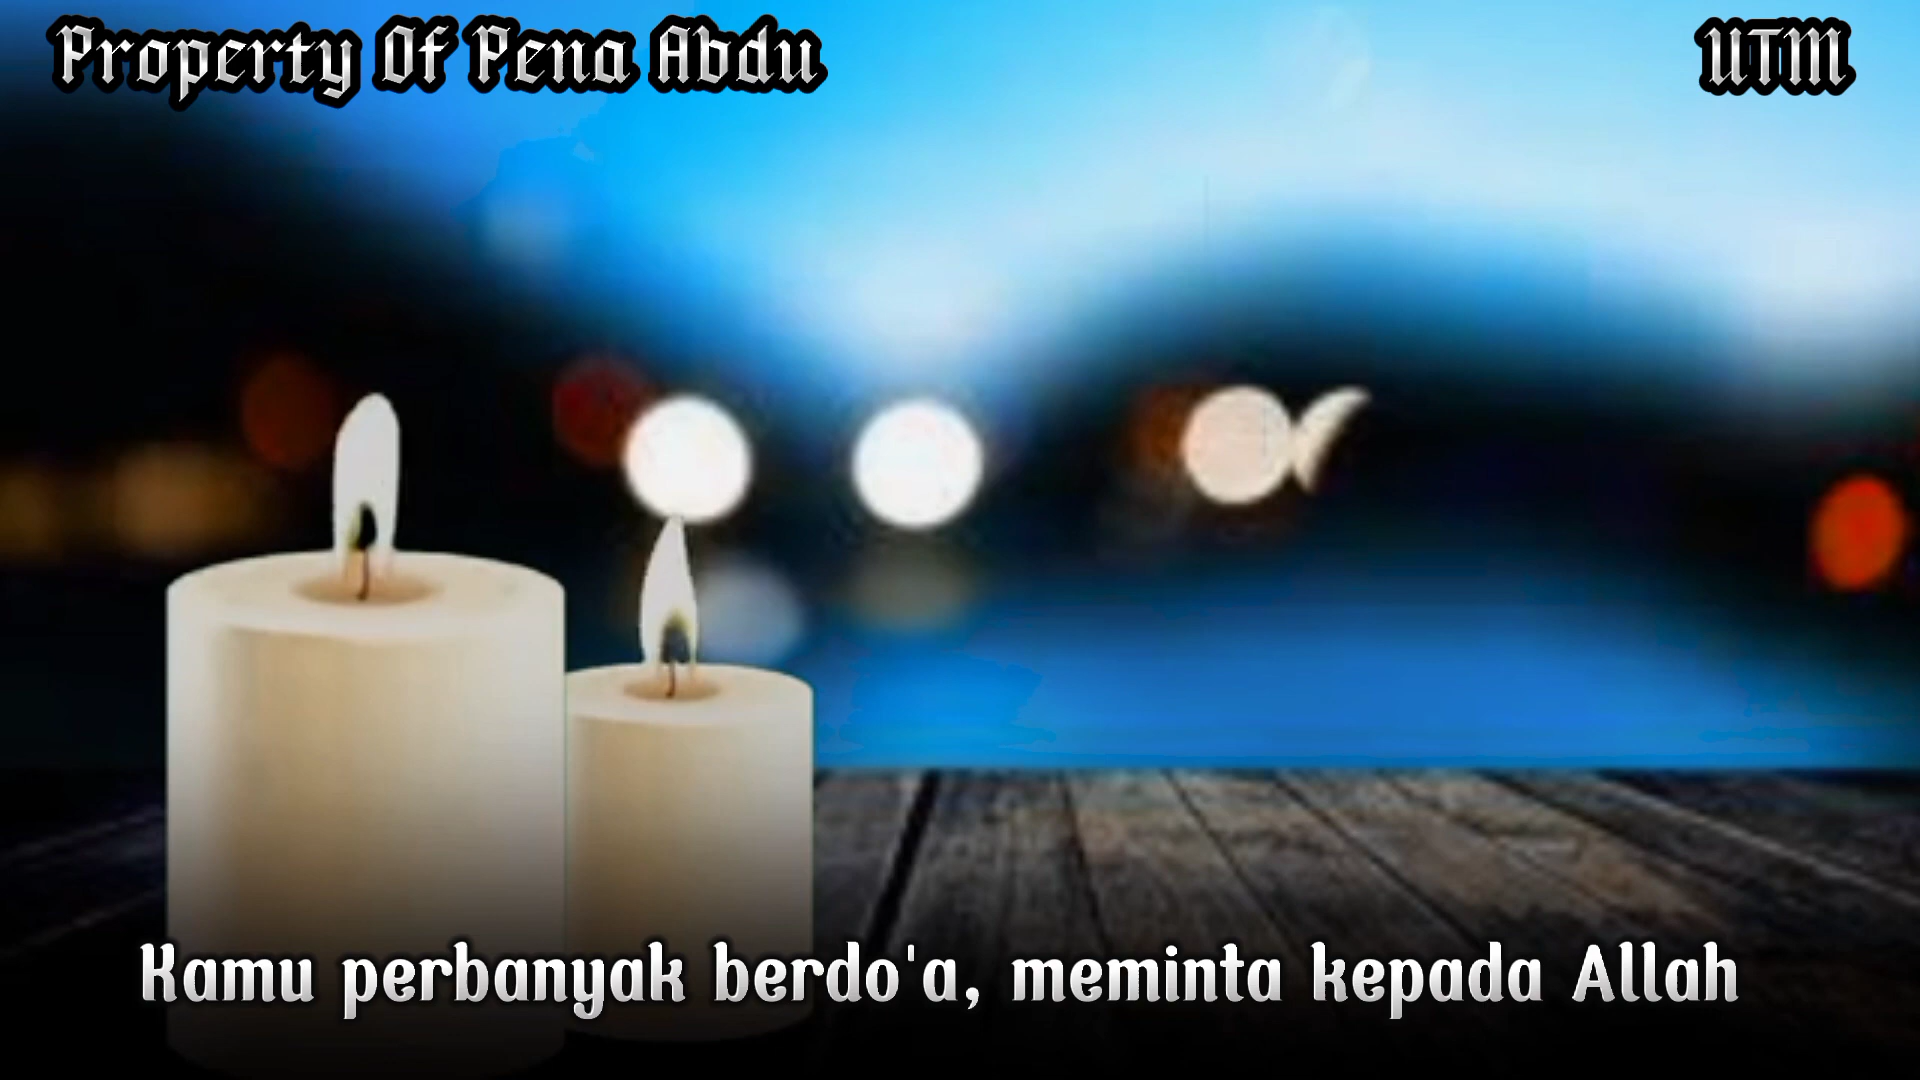 Property Of Pena Abdu
UTM
Kamu perbanyak berdo'a, meminta kepada Allah